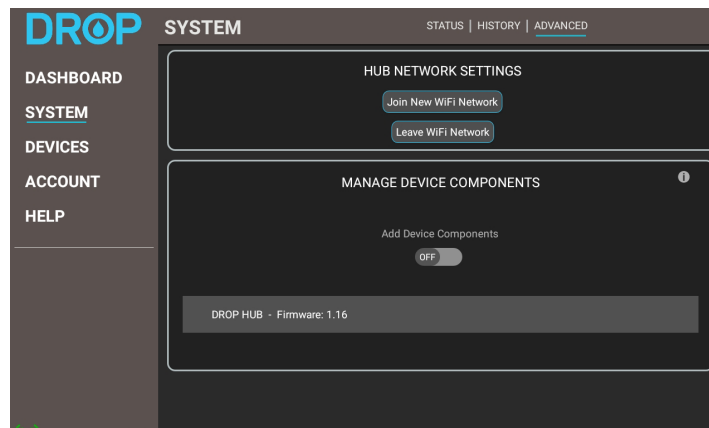 DROP
SYSTEM
STATUS | HISTORY | ADVANCED
DASHBOARD
SYSTEM
DEVICES
ACCOUNT
HELP
HUB NETWORK SETTINGS
Join New WiFi Network
Leave WiFi Network
MANAGE DEVICE COMPONENTS
i
Add Device Components
OFF
DROP HUB - Firmware: 1.16